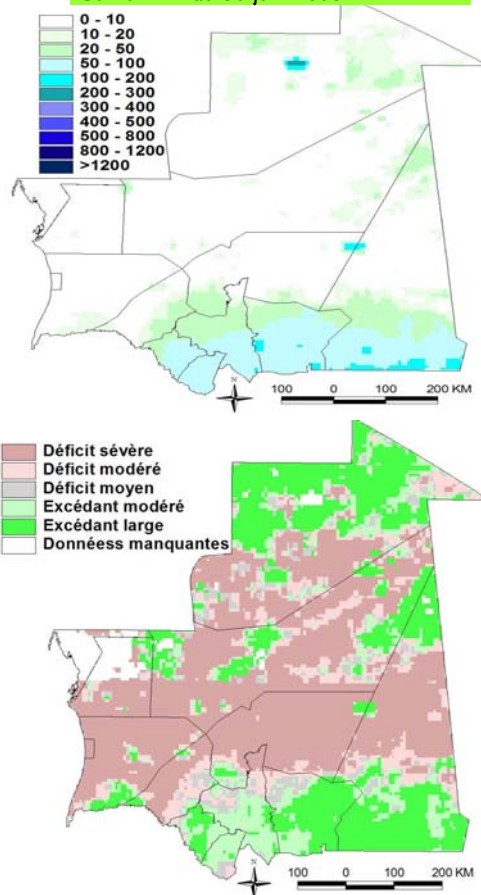 0 - 10
10 - 20
20 - 50
50 - 100
100 - 200
200 - 300
300 - 400
400 - 500
500 - 800
800 - 1200
>1200
N
100 0 100 200 KM
Déficit sévère
Déficit modéré
Déficit moyen
Excédant modéré
Excédant large
Donnéess manquantes
N
100 0 100 200 KM